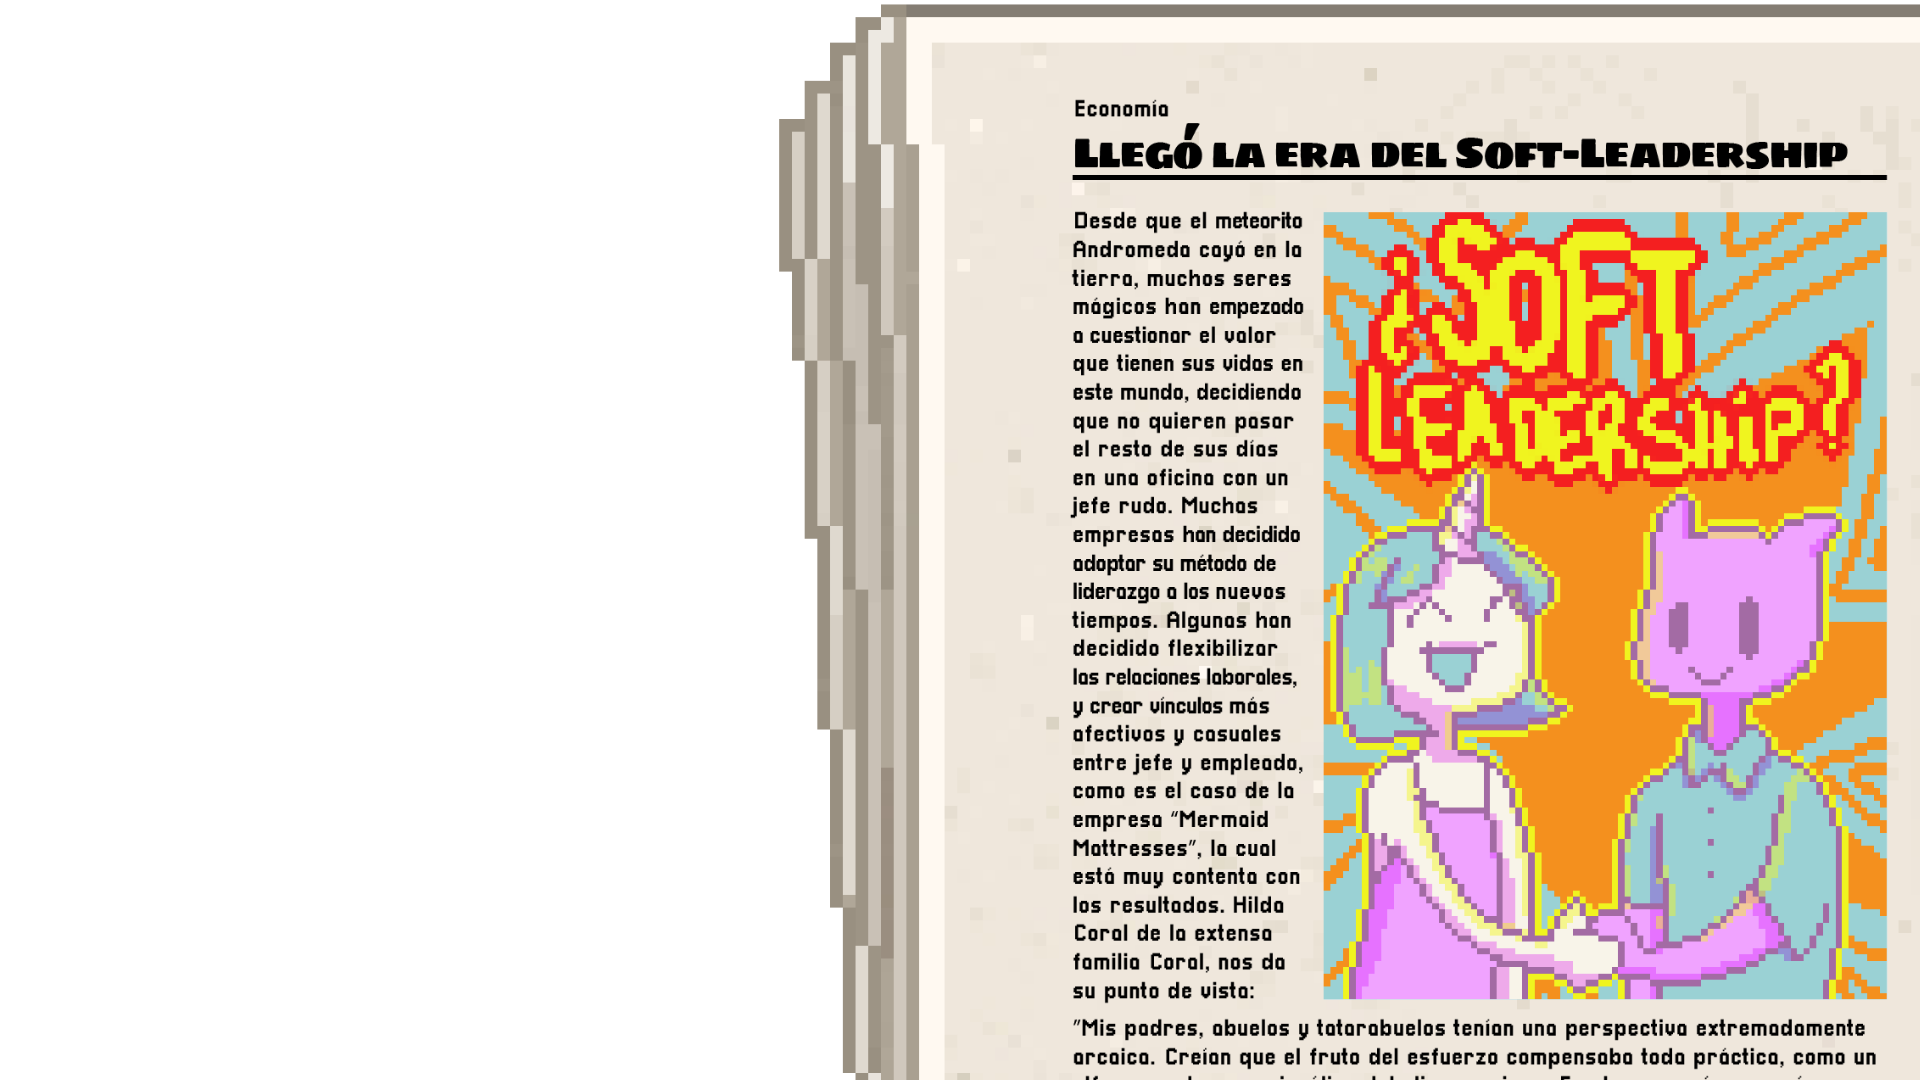 Economía
Llegó la era del Soft-Leadership
Desde que el meteorito
Andromeda cayó en la
tierra, muchos seres
mágicos han empezado
a cuestionar el valor
que tienen sus vidas en
este mundo, decidiendo
que no quieren pasar
el resto de sus días
en una oficina con un
jefe rudo. Muchas
empresas han decidido
adoptar su método de
liderazgo a los nuevos
tiempos. Algunas han
decidido flexibilizar
las relaciones laborales,
y crear vínculos más
afectivos y casuales
entre jefe y empleado,
como es el caso de la
empresa "Mermaid
Mattresses", la cual
está muy contenta con
los resultados. Hilda
Coral de la extensa
familia Coral, nos da
su punto de vista:
¿SOFT
LEADERSHIP?
"Mis padres, abuelos y tatarabuelos tenían una perspectiva extremadamente
arcaica. Creían que el fruto del esfuerzo compensaba toda práctica, como un